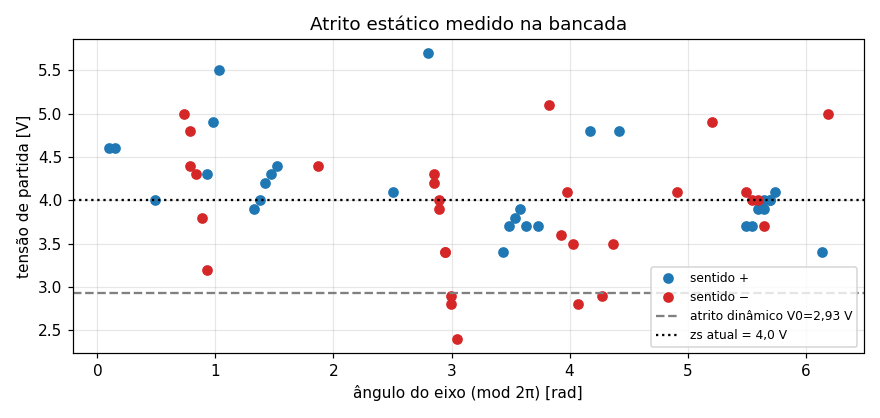 Atrito estático medido na bancada
tensão de partida [V]
5.5
5.0
4.5
4.0
3.5
3.0
2.5
sentido +
sentido −
atrito dinâmico V0=2,93 V
zs atual = 4,0 V
0 1 2 3 4 5 6
ângulo do eixo (mod 2π) [rad]